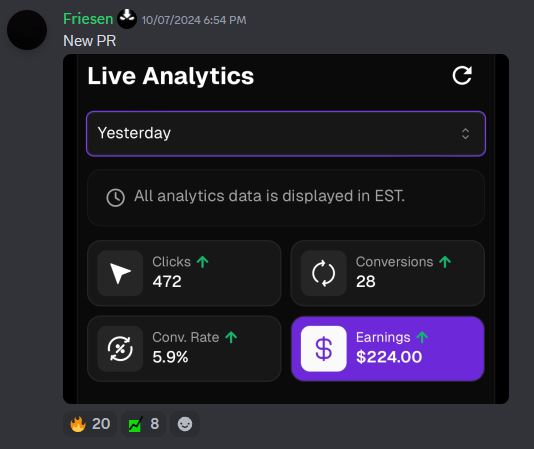 Friesen 10/07/2024 6:54 PM
New PR
Live Analytics
Yesterday
All analytics data is displayed in EST.
Clicks
472
Conversions
28
Conv. Rate
5.9%
Earnings
$224.00
20 8